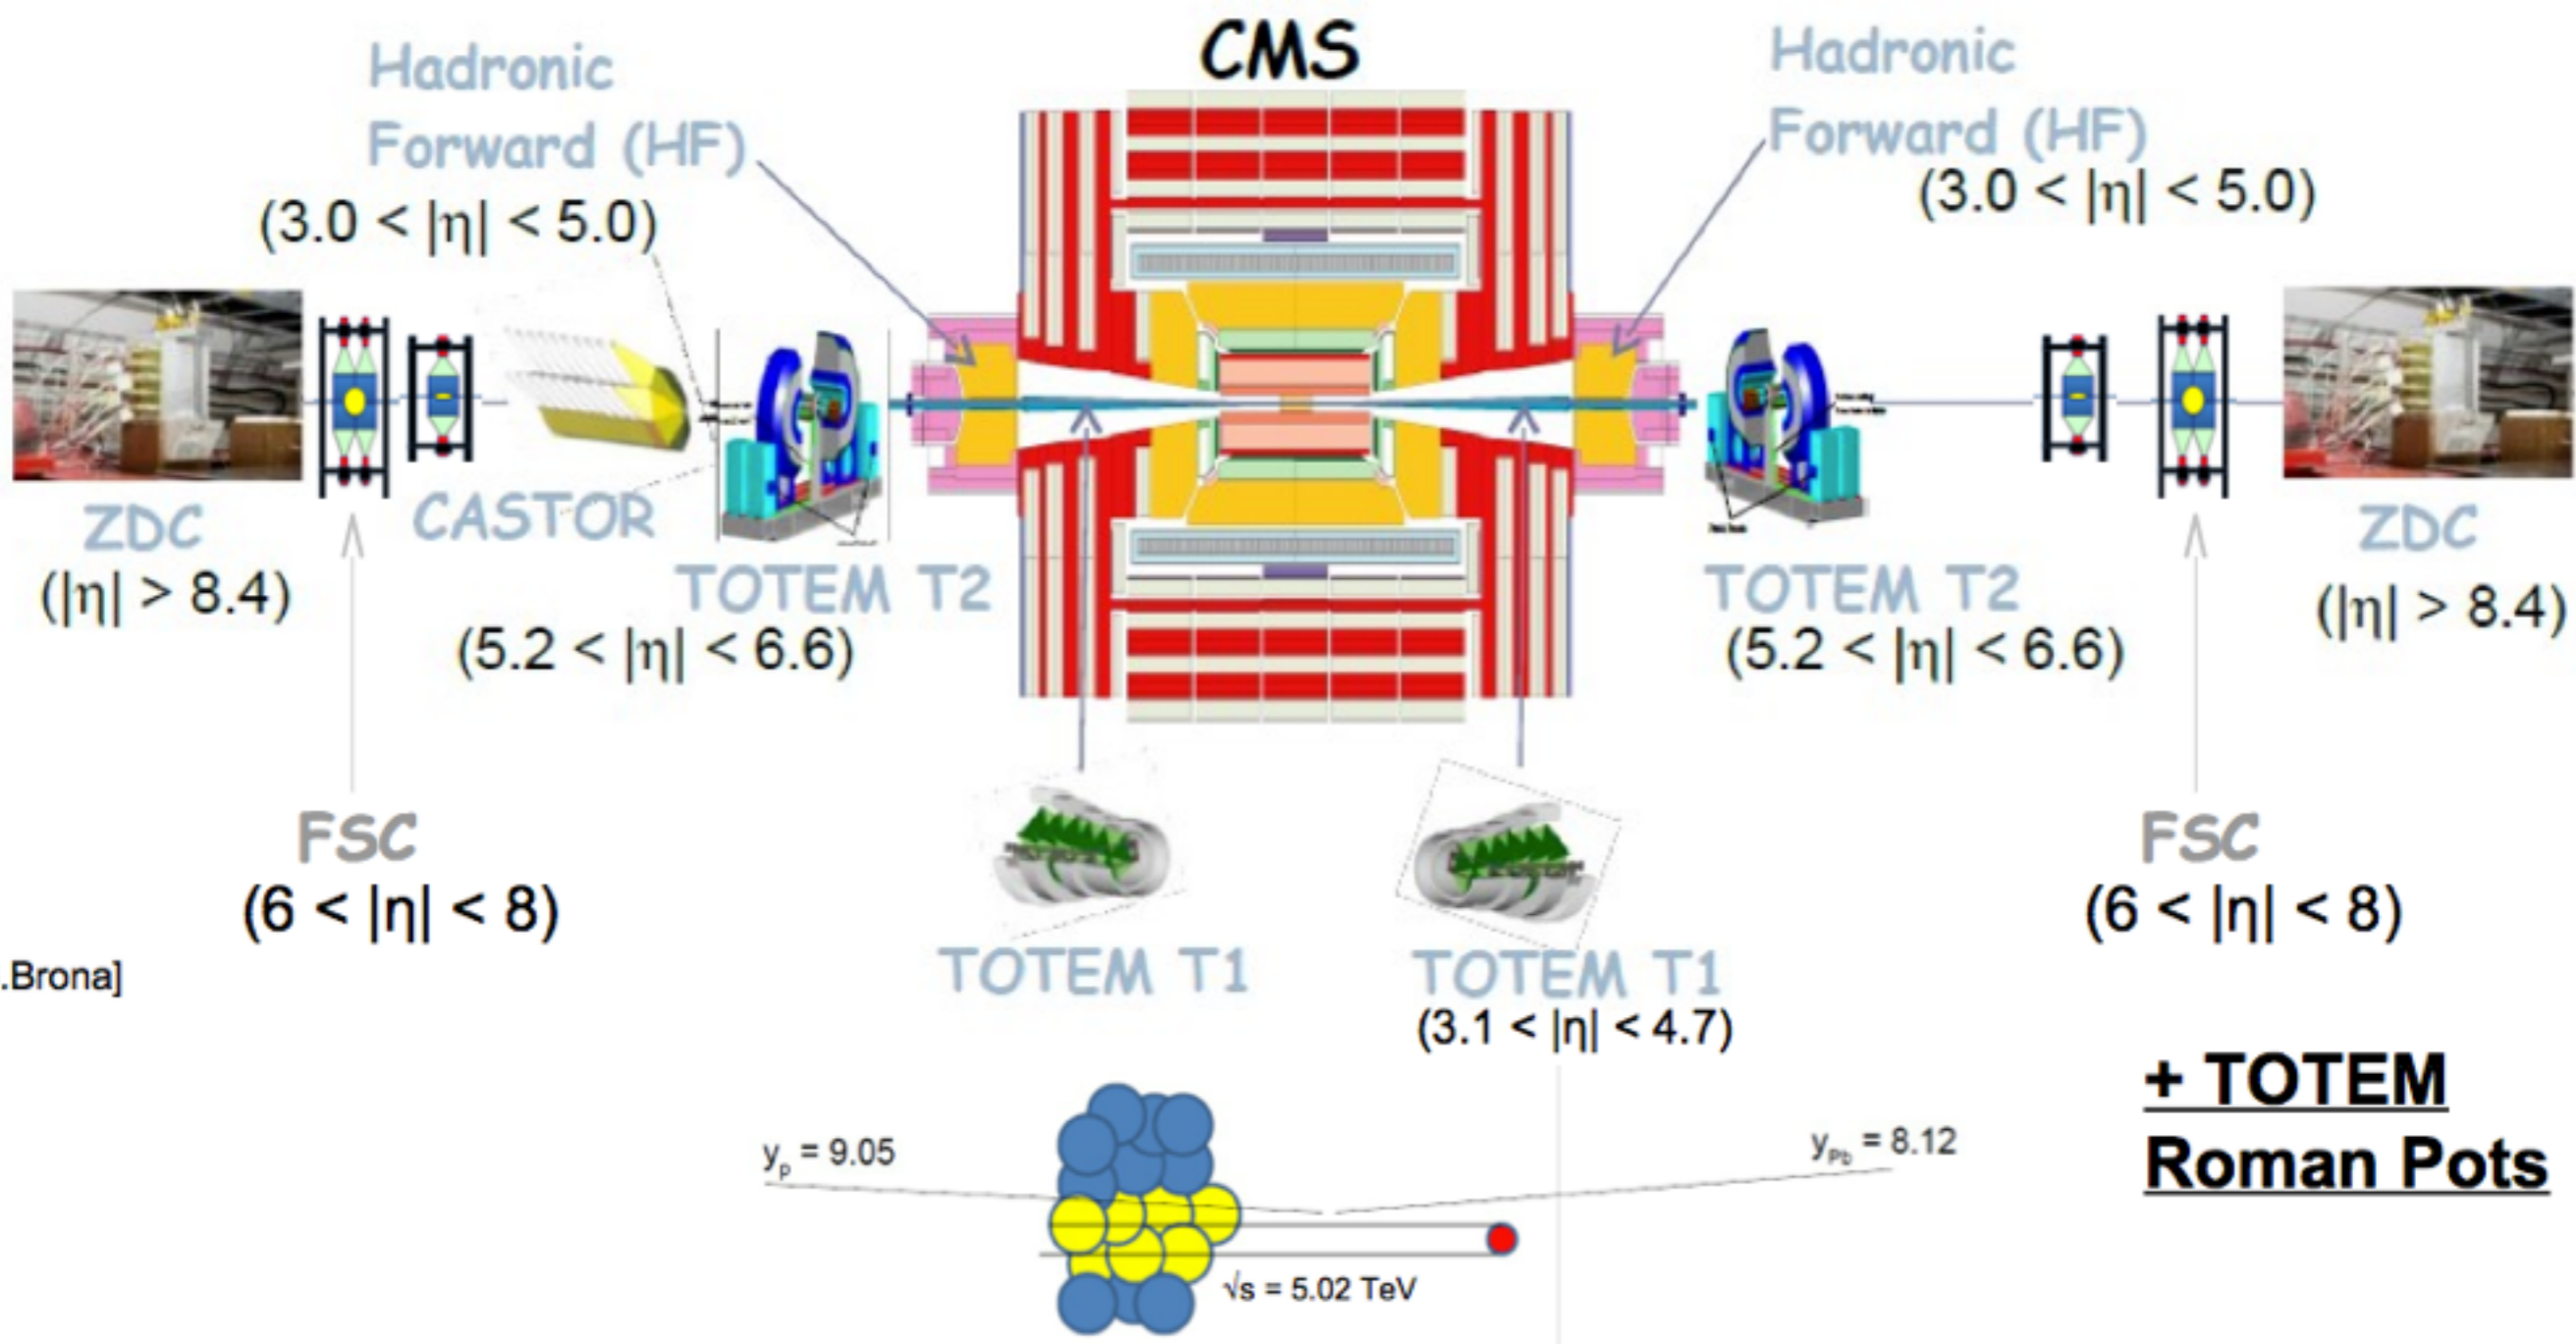 CMS
Hadronic
Forward (HF)
(3.0 < |η| < 5.0)
Hadronic
Forward (HF)
(3.0 < |η| < 5.0)
ZDC
(|η| > 8.4)
CASTOR
TOTEM T2
(5.2 < |η| < 6.6)
TOTEM T2
(5.2 < |η| < 6.6)
ZDC
(|η| > 8.4)
FSC
(6 < |η| < 8)
FSC
(6 < |η| < 8)
.Brona]
TOTEM T1
TOTEM T1
(3.1 < |η| < 4.7)
+ TOTEM
Roman Pots
yp = 9.05
yPb = 8.12
√s = 5.02 TeV